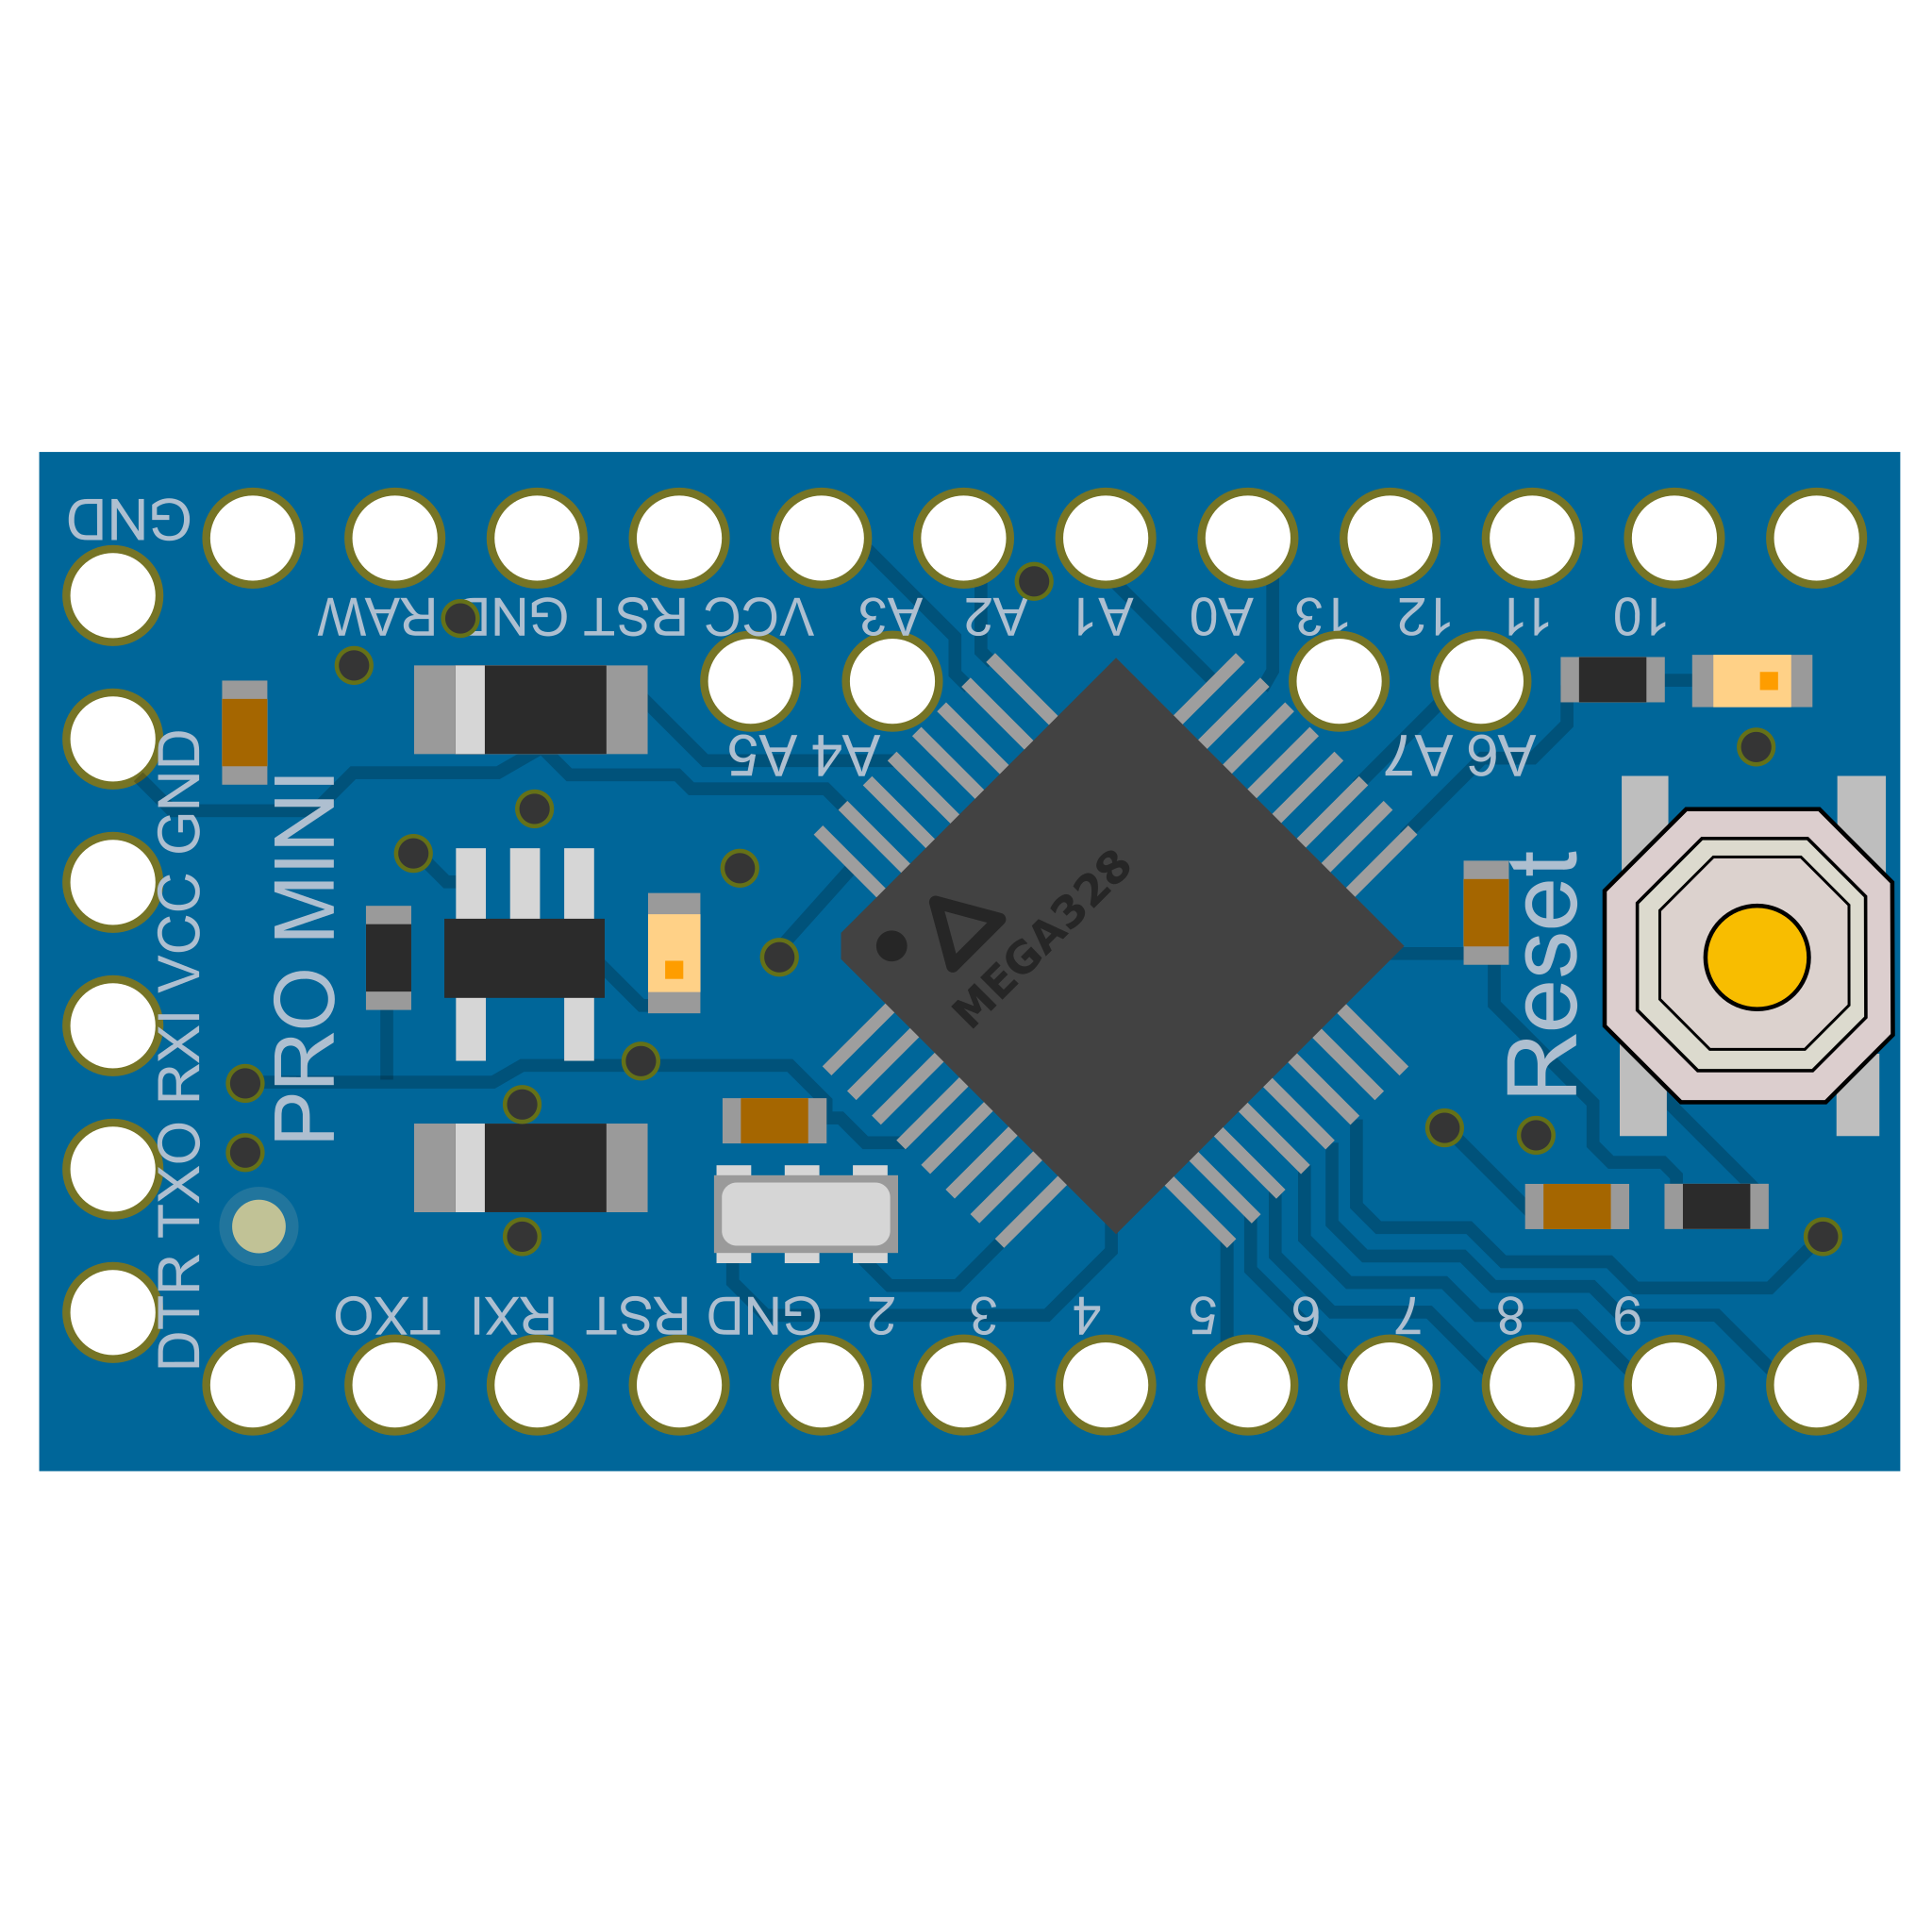 GND
RAW GND RST VCC A3 A2 A1 A0 13 12 11 10
A5 A4 A7 A6
DTR TXO RXI VCC GND
PRO MINI
MEGA328
Reset
TXO RXI RST GND 2 3 4 5 6 7 8 9